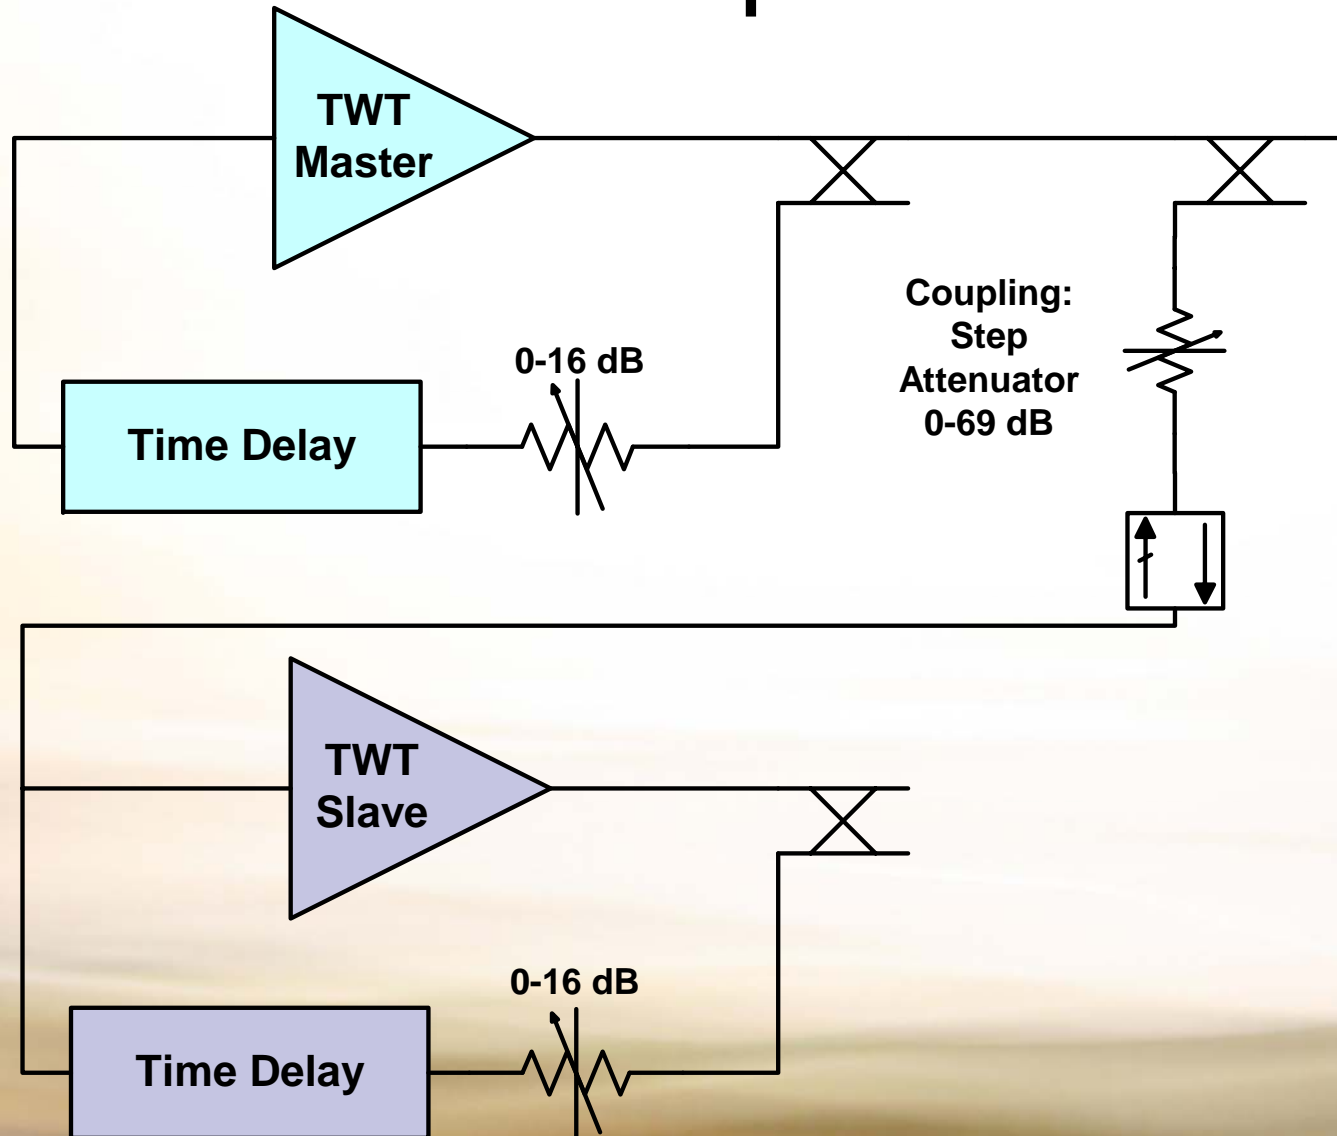 TWT
Master
0-16 dB
Time Delay
Coupling:
Step
Attenuator
0-69 dB
TWT
Slave
0-16 dB
Time Delay